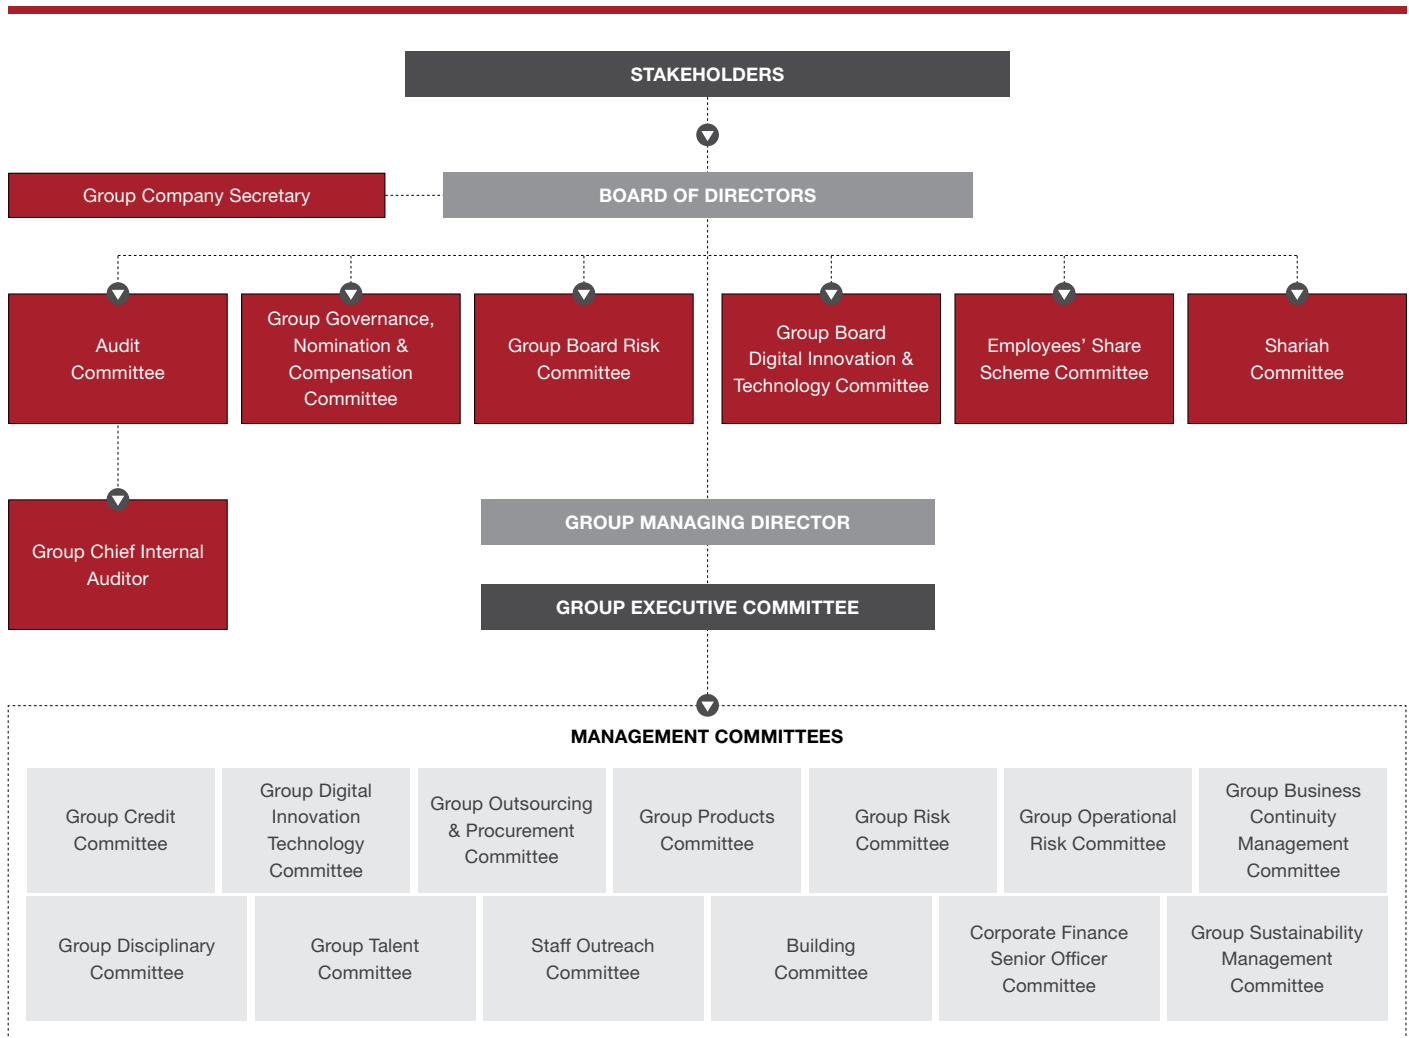 STAKEHOLDERS
Group Company Secretary
BOARD OF DIRECTORS
Audit
Committee
Group Governance,
Nomination &
Compensation
Committee
Group Board Risk
Committee
Group Board
Digital Innovation &
Technology Committee
Employees’ Share
Scheme Committee
Shariah
Committee
Group Chief Internal
Auditor
GROUP MANAGING DIRECTOR
GROUP EXECUTIVE COMMITTEE
MANAGEMENT COMMITTEES
Group Credit
Committee
Group Digital
Innovation
Technology
Committee
Group Outsourcing
& Procurement
Committee
Group Products
Committee
Group Risk
Committee
Group Operational
Risk Committee
Group Business
Continuity
Management
Committee
Group Disciplinary
Committee
Group Talent
Committee
Staff Outreach
Committee
Building
Committee
Corporate Finance
Senior Officer
Committee
Group Sustainability
Management
Committee